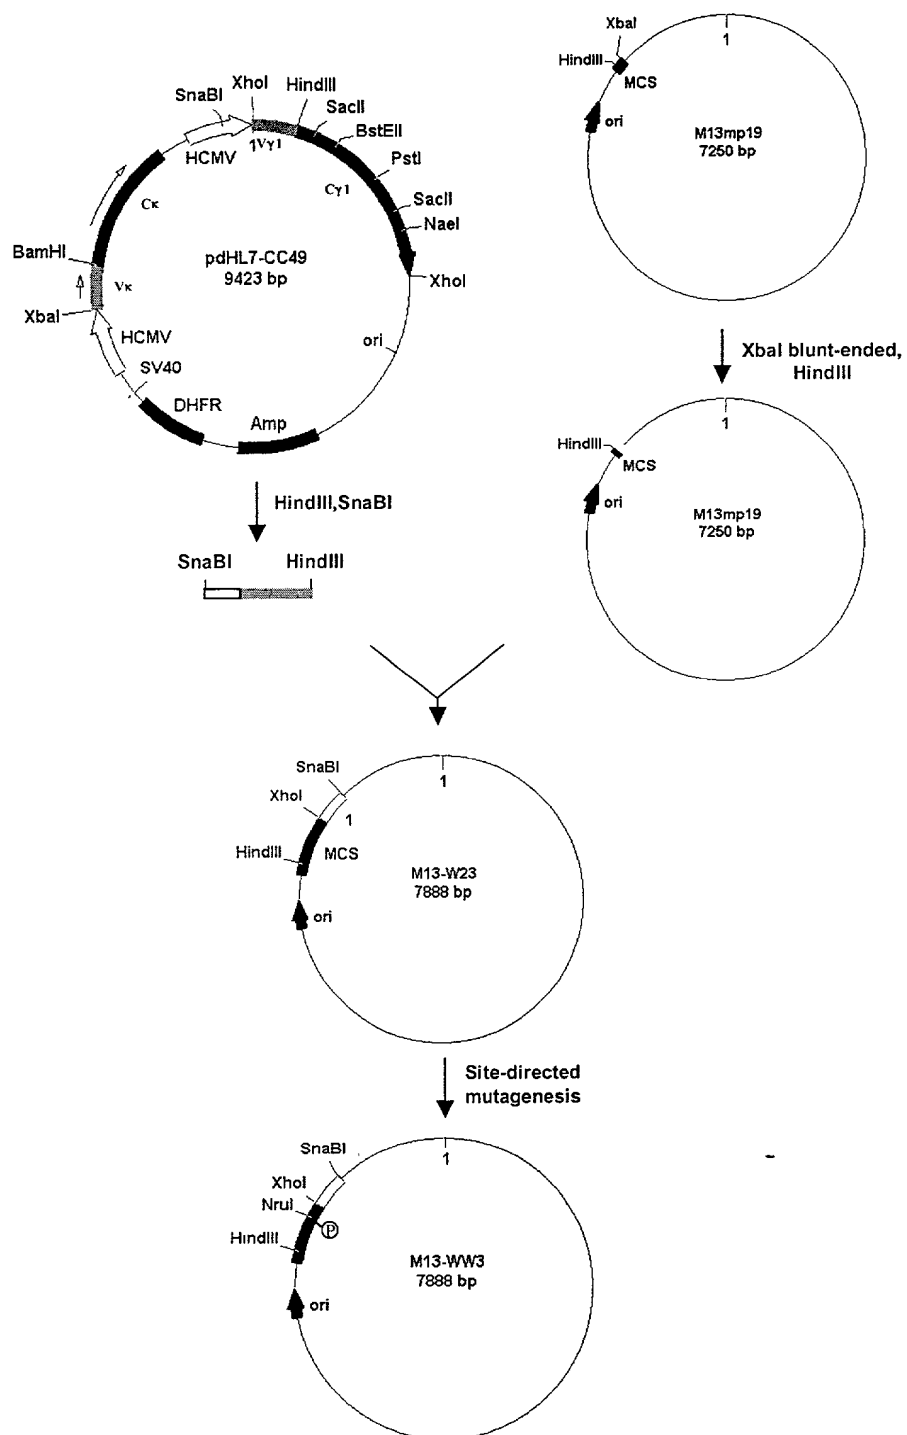 XhoI
HindIII
SnaBI
SacII
BstEII
HCMV
1
Vγ1
PstI
Cκ
Cγ1
SacII
NaeI
BamHI
pdHL7-CC49
9423 bp
XhoI
Vκ
XbaI
HCMV
ori
SV40
DHFR
Amp
HindIII,SnaBI
SnaBI
HindIII
XbaI
1
HindIII
MCS
ori
M13mp19
7250 bp
XbaI blunt-ended,
HindIII
1
HindIII
MCS
ori
M13mp19
7250 bp
SnaBI
1
XhoI
1
HindIII
MCS
M13-W23
7888 bp
ori
Site-directed
mutagenesis
SnaBI
1
XhoI
NruI
P
HindIII
M13-WW3
7888 bp
ori